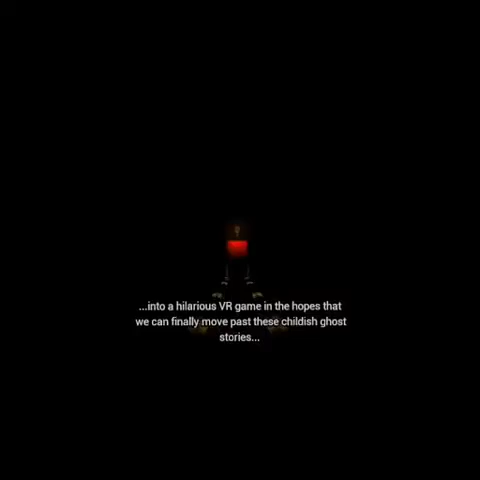 ...into a hilarious VR game in the hopes that
we can finally move past these childish ghost
stories...